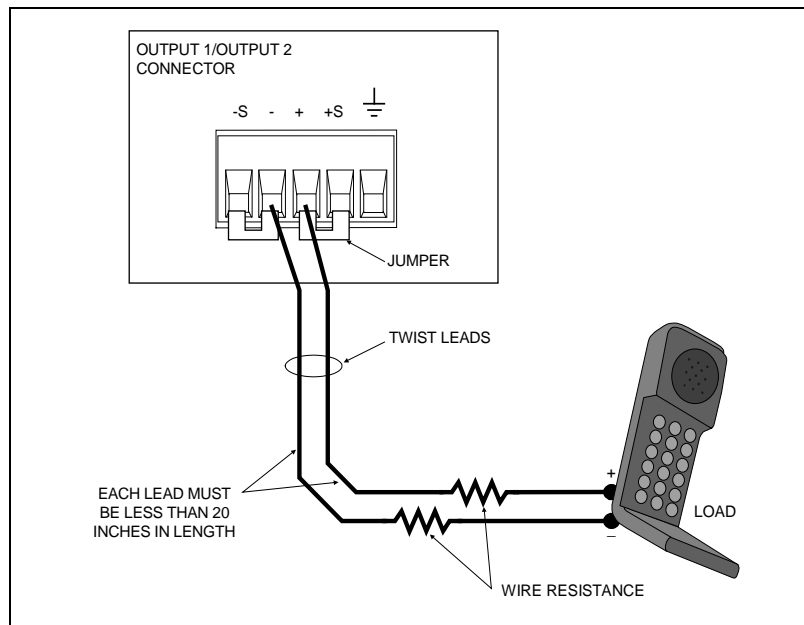 OUTPUT 1/OUTPUT 2
CONNECTOR
-S - + +S
JUMPER
TWIST LEADS
EACH LEAD MUST
BE LESS THAN 20
INCHES IN LENGTH
+
LOAD
_
WIRE RESISTANCE